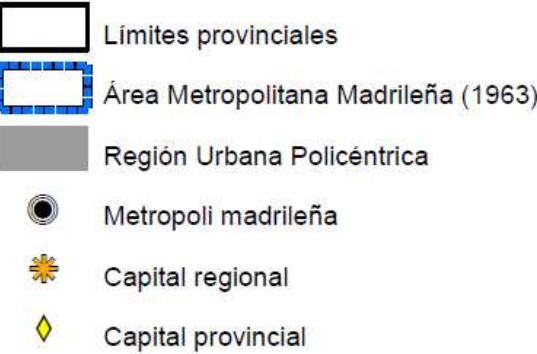 Límites provinciales
Área Metropolitana Madrileña (1963)
Región Urbana Policéntrica
Metropoli madrileña
Capital regional
Capital provincial